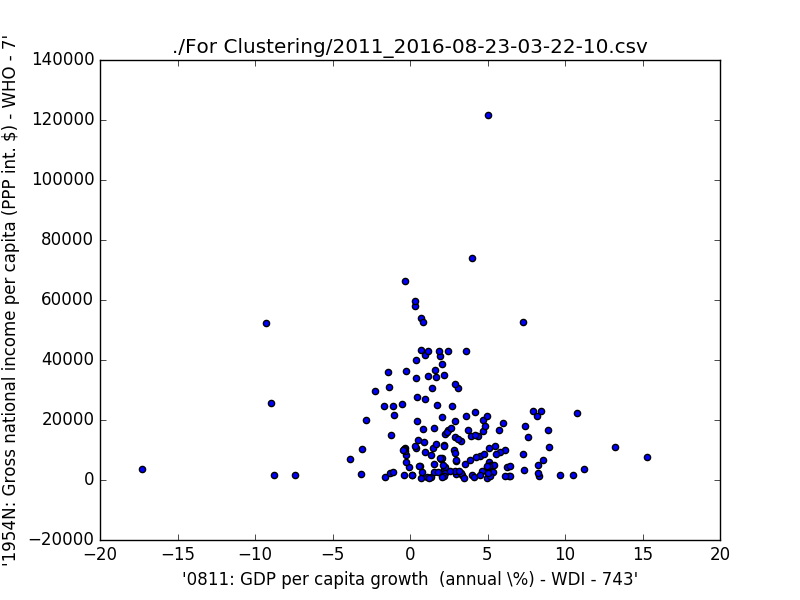 ./For Clustering/2011_2016-08-23-03-22-10.csv
'1954N: Gross national income per capita (PPP int. $) - WHO - 7'
140000
120000
100000
80000
60000
40000
20000
0
−20000
−20 −15 −10 −5 0 5 10 15 20
'0811: GDP per capita growth  (annual \%) - WDI - 743'